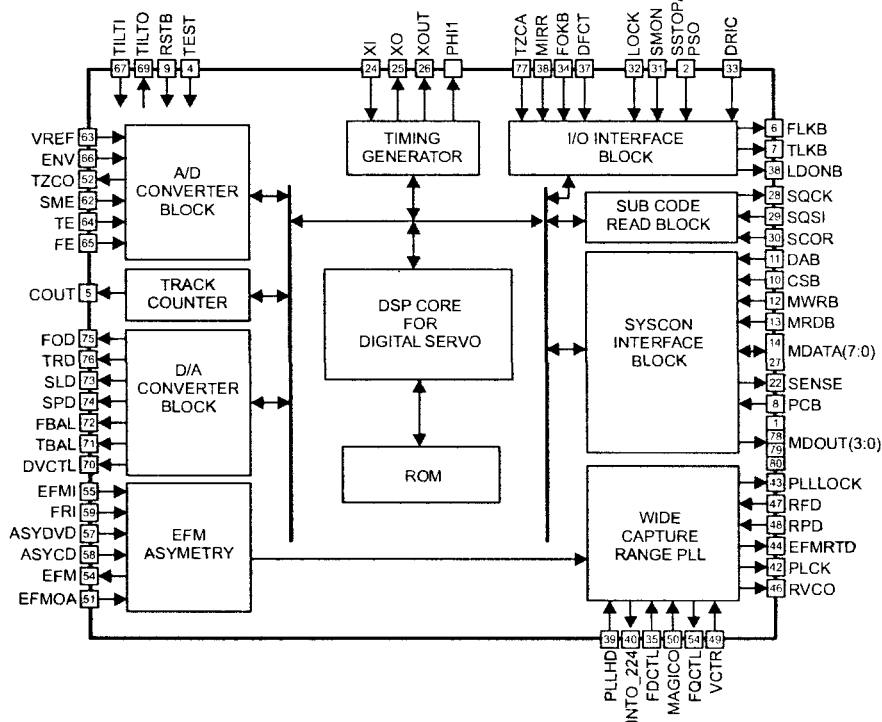 TILTI
TILTO
RSTB
TEST
XI
XO
XOUT
PHI1
TZCA
MIRR
FOKB
DFCT
LOCK
SMON
SSTOP/
PSO
DRIC
67
69
9
4
24
25
26
77
38
34
37
32
31
2
33
VREF 63
ENV 66
TZCO 52
SME 62
TE 64
FE 65
A/D
CONVERTER
BLOCK
TIMING
GENERATOR
I/O INTERFACE
BLOCK
6 FLKB
7 TLKB
38 LDONB
SUB CODE
READ BLOCK
28 SQCK
29 SQSI
30 SCOR
COUT 5
TRACK
COUNTER
DSP CORE
FOR
DIGITAL SERVO
SYSCON
INTERFACE
BLOCK
11 DAB
10 CSB
12 MWRB
13 MRDB
14
27
MDATA(7:0)
22 SENSE
8 PCB
1
78
79
80
MDOUT(3:0)
FOD 75
TRD 76
SLD 73
SPD 74
FBAL 72
TBAL 71
DVCTL 70
D/A
CONVERTER
BLOCK
ROM
EFMI 55
FRI 59
ASYDVD 57
ASYCD 58
EFM 54
EFMOA 51
EFM
ASYMETRY
WIDE
CAPTURE
RANGE PLL
43 PLLLOCK
47 RFD
48 RPD
44 EFMRTD
42 PLCK
46 RVCO
39
40
35
50
54
49
PLLHD
INTO_224
FDCTL
MAGICO
FQCTL
VCTR